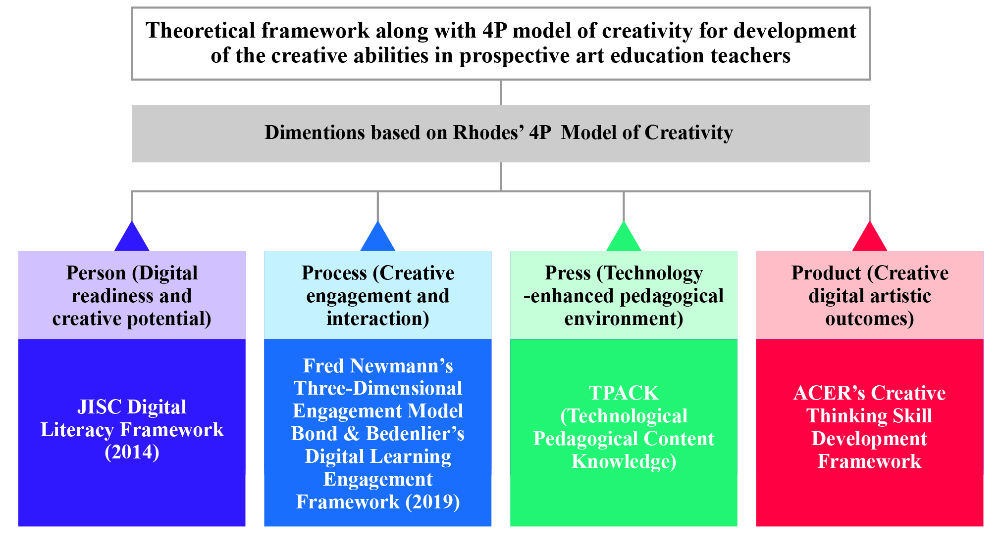 Theoretical framework along with 4P model of creativity for development
of the creative abilities in prospective art education teachers
Dimentions based on Rhodes’ 4P  Model of Creativity
Person (Digital
readiness and
creative potential)
JISC Digital
Literacy Framework
(2014)
Process (Creative
engagement and
interaction)
Fred Newmann’s
Three-Dimensional
Engagement Model
Bond & Bedenlier’s
Digital Learning
Engagement
Framework (2019)
Press (Technology
-enhanced pedagogical
environment)
TPACK
(Technological
Pedagogical Content
Knowledge)
Product (Creative
digital artistic
outcomes)
ACER’s Creative
Thinking Skill
Development
Framework